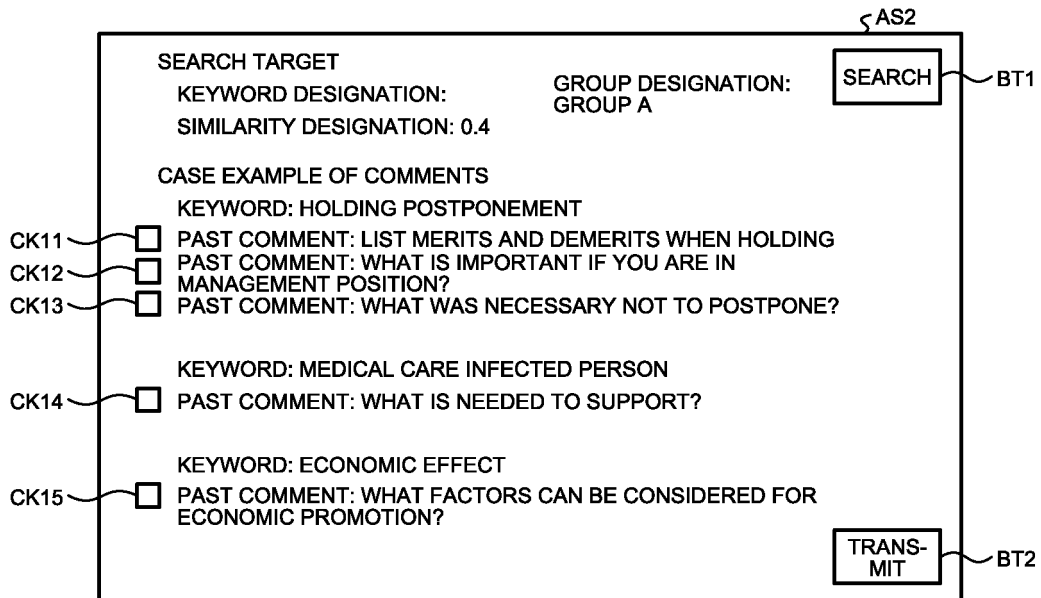 AS2
SEARCH TARGET
KEYWORD DESIGNATION:
SIMILARITY DESIGNATION: 0.4
GROUP DESIGNATION:
GROUP A
SEARCH
BT1
CASE EXAMPLE OF COMMENTS
KEYWORD: HOLDING POSTPONEMENT
CK11
PAST COMMENT: LIST MERITS AND DEMERITS WHEN HOLDING
CK12
PAST COMMENT: WHAT IS IMPORTANT IF YOU ARE IN
MANAGEMENT POSITION?
CK13
PAST COMMENT: WHAT WAS NECESSARY NOT TO POSTPONE?
KEYWORD: MEDICAL CARE INFECTED PERSON
CK14
PAST COMMENT: WHAT IS NEEDED TO SUPPORT?
KEYWORD: ECONOMIC EFFECT
CK15
PAST COMMENT: WHAT FACTORS CAN BE CONSIDERED FOR
ECONOMIC PROMOTION?
TRANS-
MIT
BT2